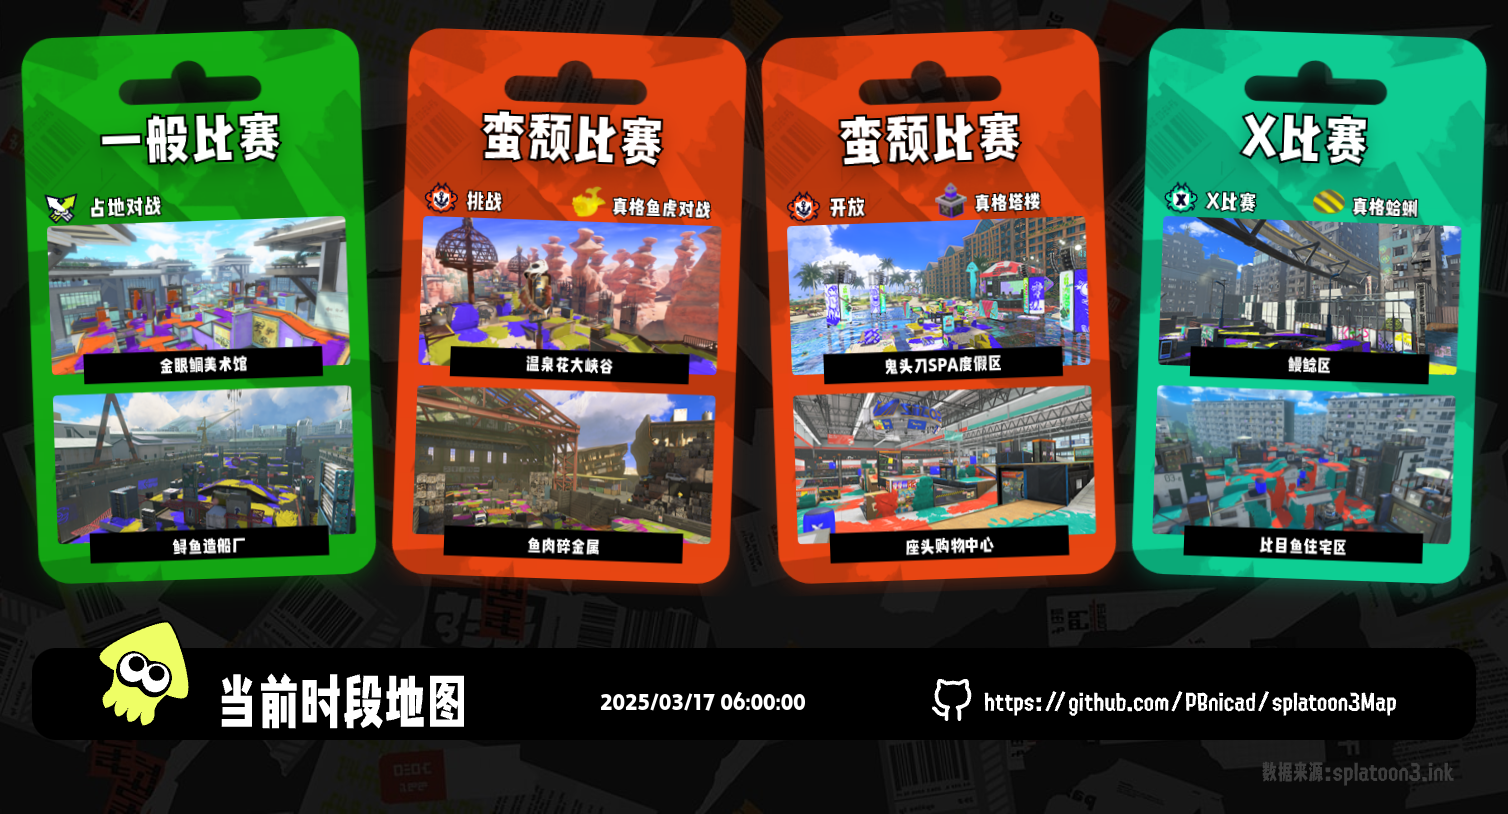 一般比赛
占地对战
金眼鲷美术馆
鲟鱼造船厂
蛮颓比赛
挑战
真格鱼虎对战
温泉花大峡谷
鱼肉碎金属
蛮颓比赛
开放
真格塔楼
鬼头刀SPA度假区
座头购物中心
X比赛
X比赛
真格蛤蜊
鳗鲶区
比目鱼住宅区
当前时段地图
2025/03/17 06:00:00
https://github.com/PBnicad/splatoon3Map
数据来源:splatoon3.ink